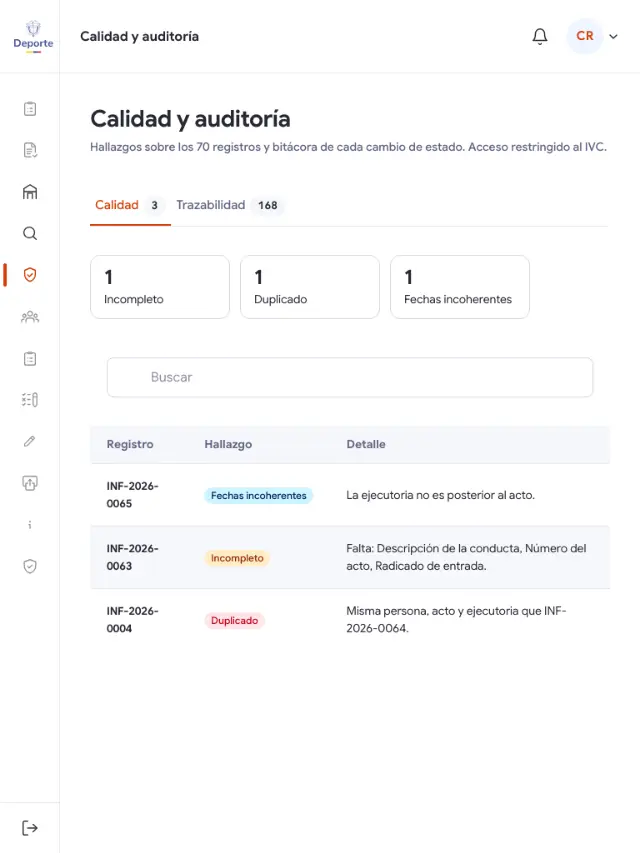 Deporte
Calidad y auditoría
CR
Calidad y auditoría
Hallazgos sobre los 70 registros y bitácora de cada cambio de estado. Acceso restringido al IVC.
Calidad 3 Trazabilidad 168
1
Incompleto
1
Duplicado
1
Fechas incoherentes
Buscar
Registro Hallazgo Detalle
INF-2026-
0065
Fechas incoherentes
La ejecutoria no es posterior al acto.
INF-2026-
0063
Incompleto
Falta: Descripción de la conducta, Número del
acto, Radicado de entrada.
INF-2026-
0004
Duplicado
Misma persona, acto y ejecutoria que INF-
2026-0064.